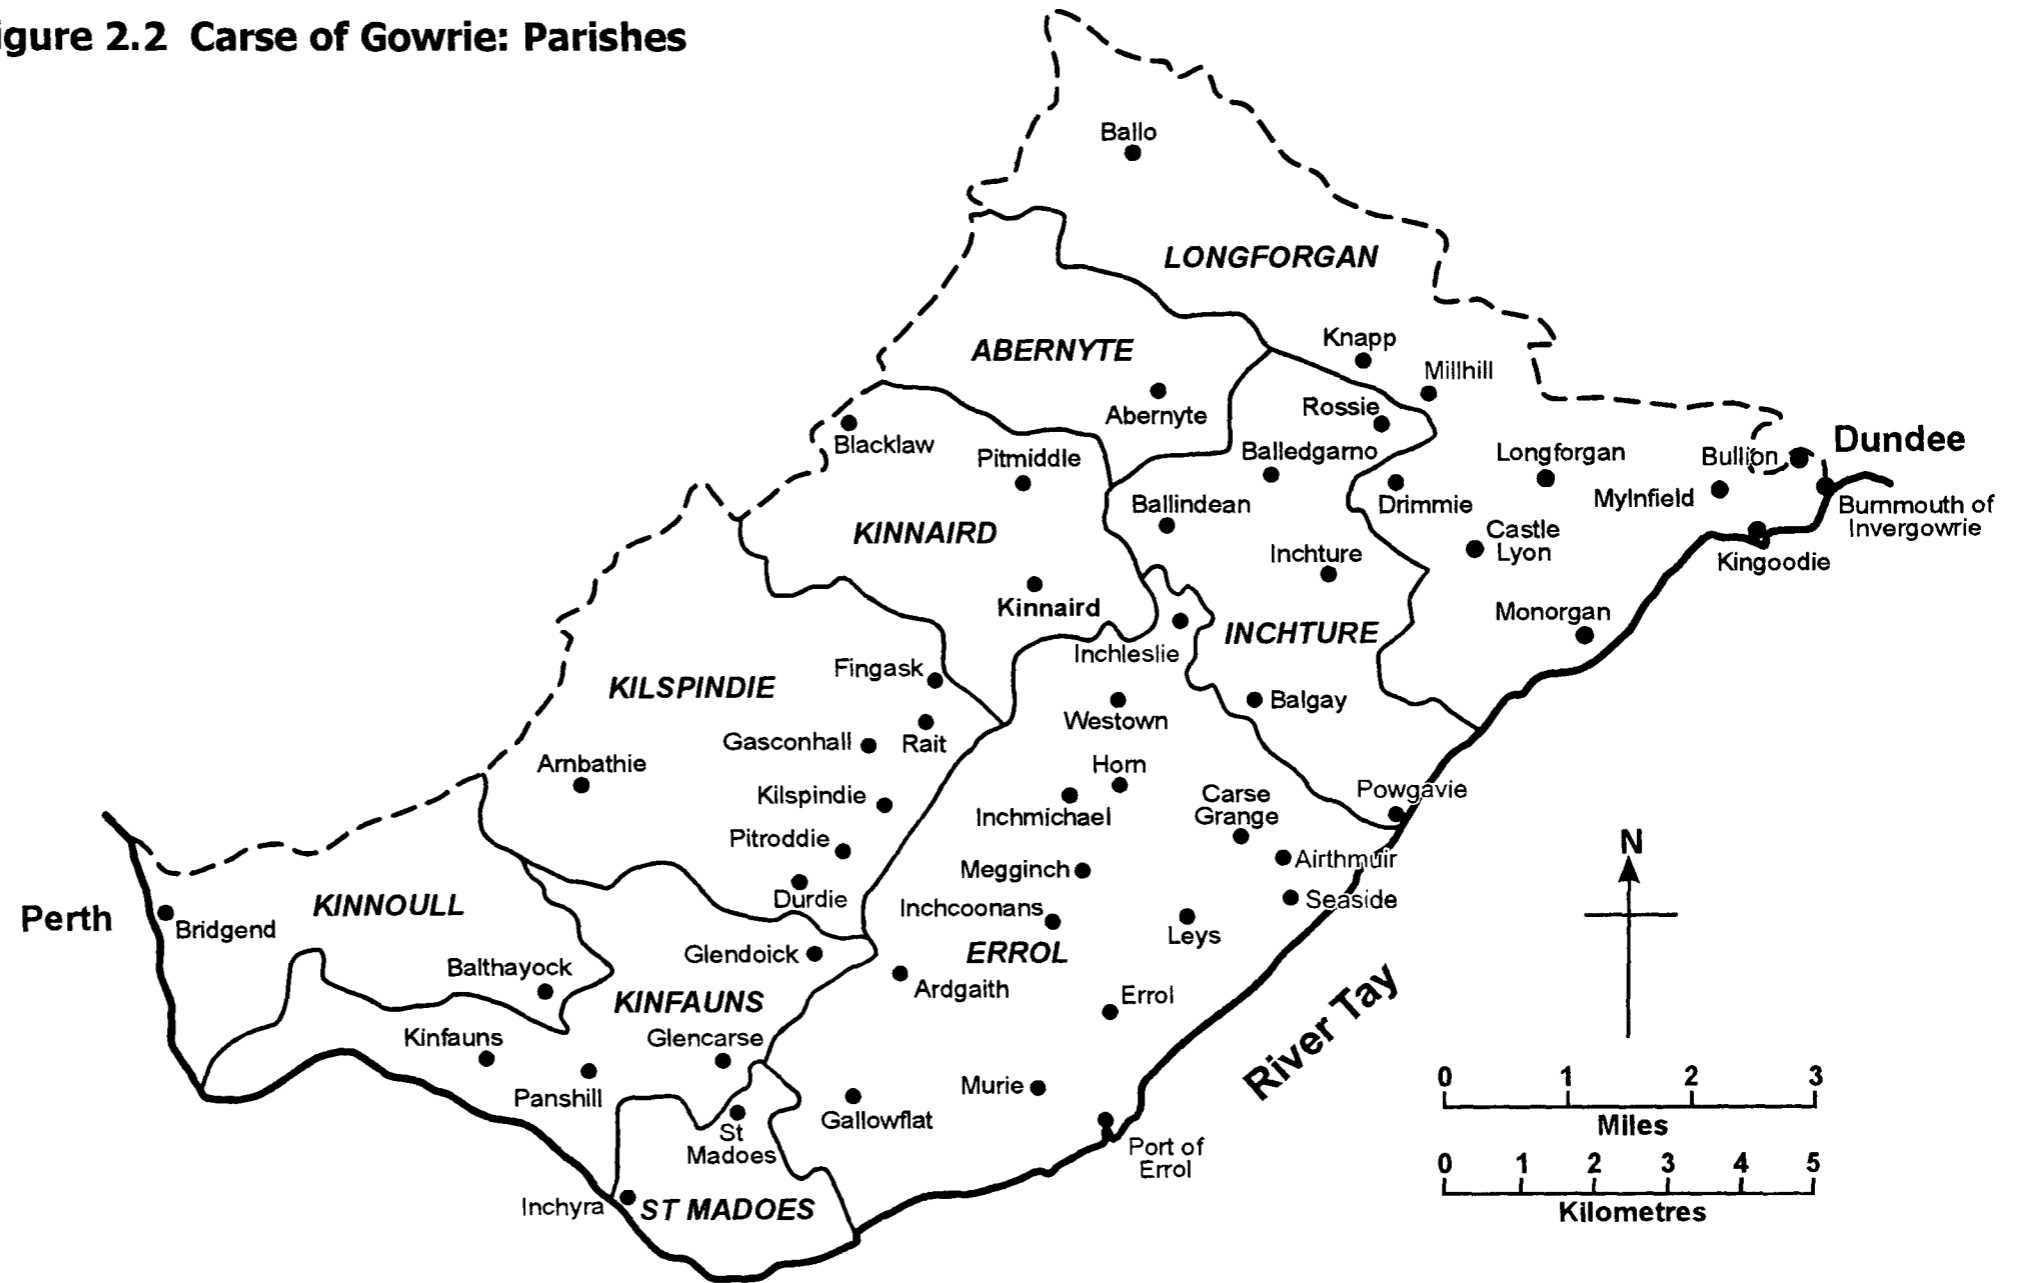 igure 2.2 Carse of Gowrie: Parishes
Ballo
LONGFORGAN
Knapp
ABERNYTE
Millhill
Rossie
Abernyte
Blacklaw
Pitmiddle
Balledgarno
Longforgan
Bullion
Dundee
Ballindean
Drimmie
Mylnfield
Burnmouth of
Invergowrie
KINNAIRD
Castle
Lyon
Inchture
Kingoodie
Kinnaird
Monorgan
INCHTURE
Inchleslie
Fingask
KILSPINDIE
Balgay
Westown
Gasconhall
Rait
Arnbathie
Horn
Powgavie
Kilspindie
Carse
Grange
Inchmichael
Pitroddie
Airthmuir
Megginch
Durdie
Seaside
KINNOULL
Inchcoonans
Perth
Bridgend
Leys
Glendoick
ERROL
Balthayock
Ardgaith
Errol
KINFAUNS
Kinfauns
Glencarse
River Tay
Panshill
Murie
Gallowflat
St
Madoes
Port of
Errol
Inchyra
ST MADOES
N
0 1 2 3
Miles
0 1 2 3 4 5
Kilometres